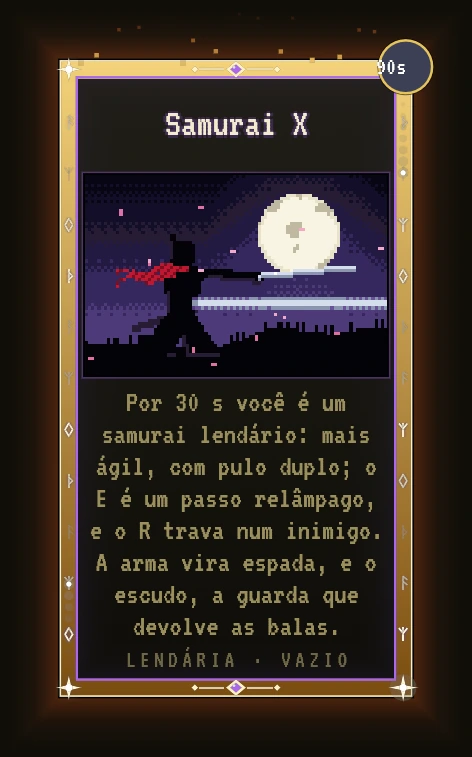 90s
Samurai X
Por 30 s você é um
samurai lendário: mais
ágil, com pulo duplo; o
E é um passo relâmpago,
e o R trava num inimigo.
A arma vira espada, e o
escudo, a guarda que
devolve as balas.
LENDÁRIA · VAZIO